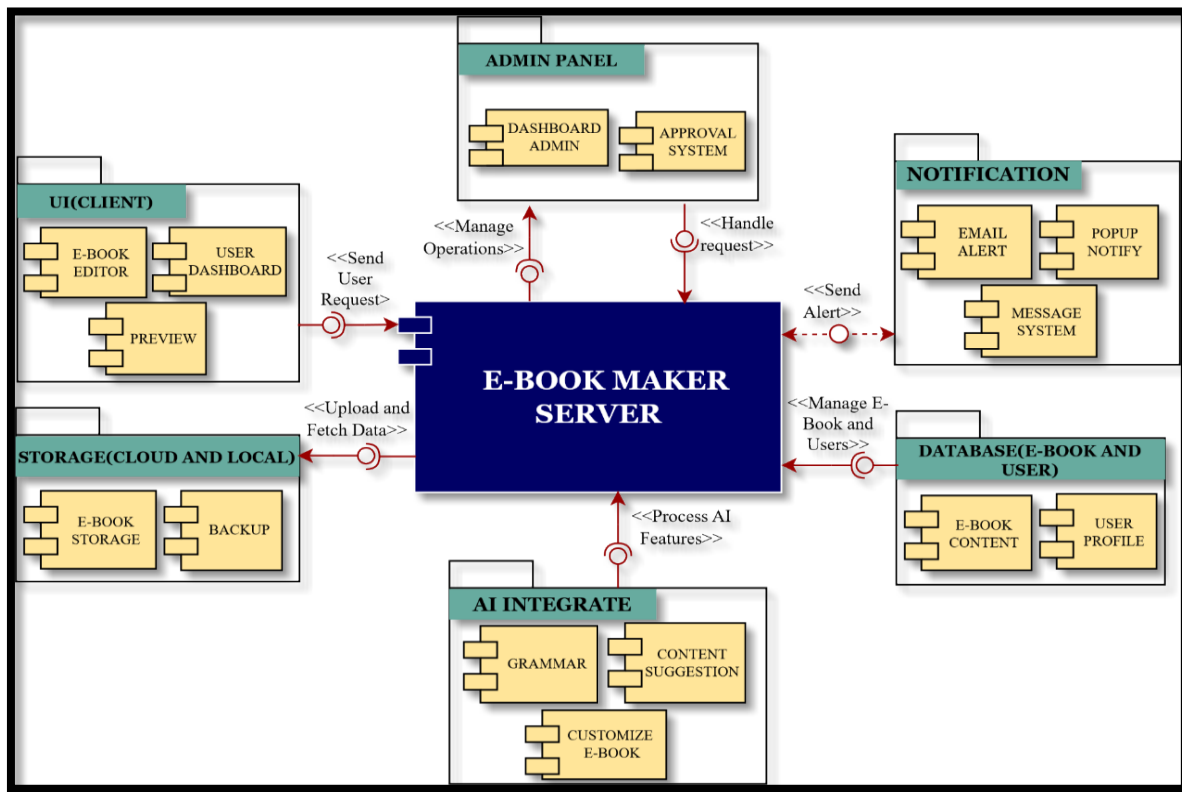 ADMIN PANEL
DASHBOARD
ADMIN
APPROVAL
SYSTEM
UI(CLIENT)
E-BOOK
EDITOR
USER
DASHBOARD
PREVIEW
<<Send
User
Request>
<<Manage
Operations>>
<<Handle
request>>
NOTIFICATION
EMAIL
ALERT
POPUP
NOTIFY
MESSAGE
SYSTEM
<<Send
Alert>>
E-BOOK MAKER
SERVER
<<Upload and
Fetch Data>>
STORAGE(CLOUD AND LOCAL)
E-BOOK
STORAGE
BACKUP
<<Manage E-
Book and
Users>>
DATABASE(E-BOOK AND
USER)
E-BOOK
CONTENT
USER
PROFILE
<<Process AI
Features>>
AI INTEGRATE
GRAMMAR
CONTENT
SUGGESTION
CUSTOMIZE
E-BOOK